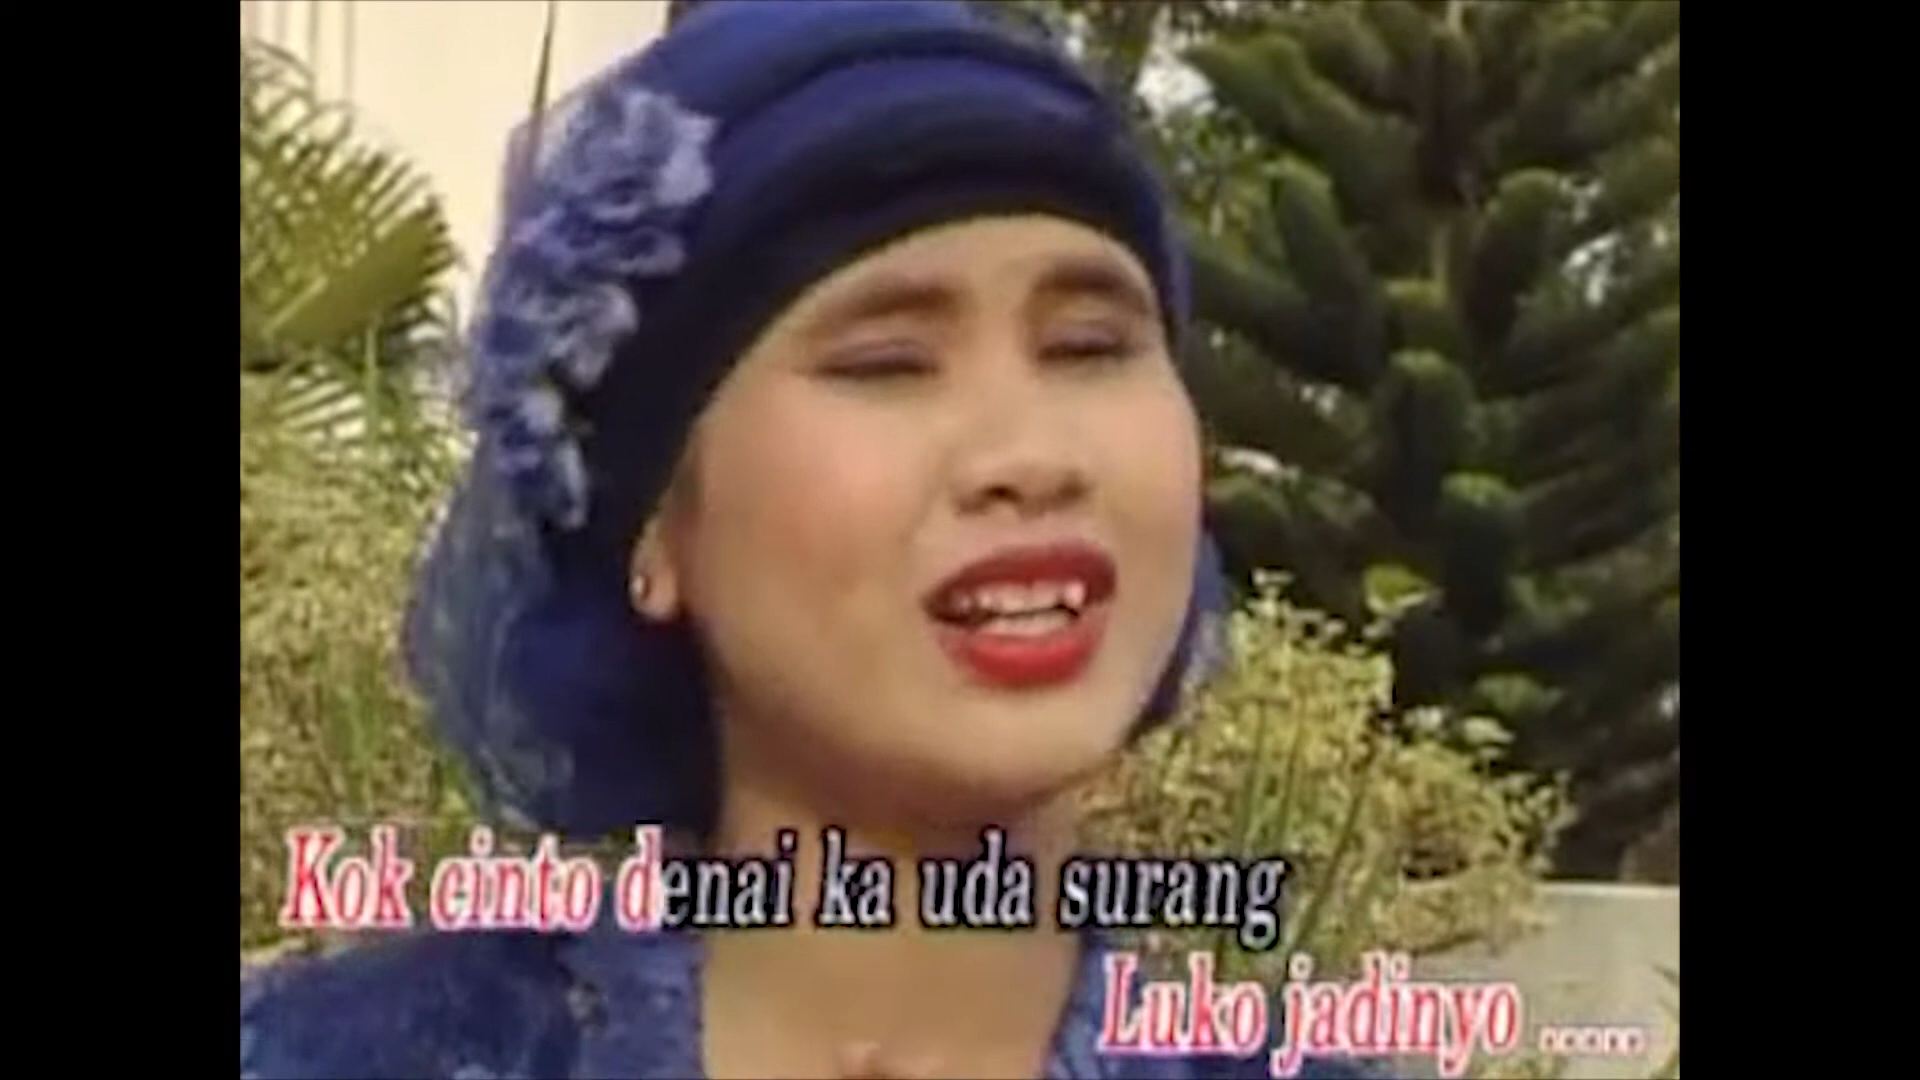 Kok cinto denai ka uda surang
Luko jadinyo .....